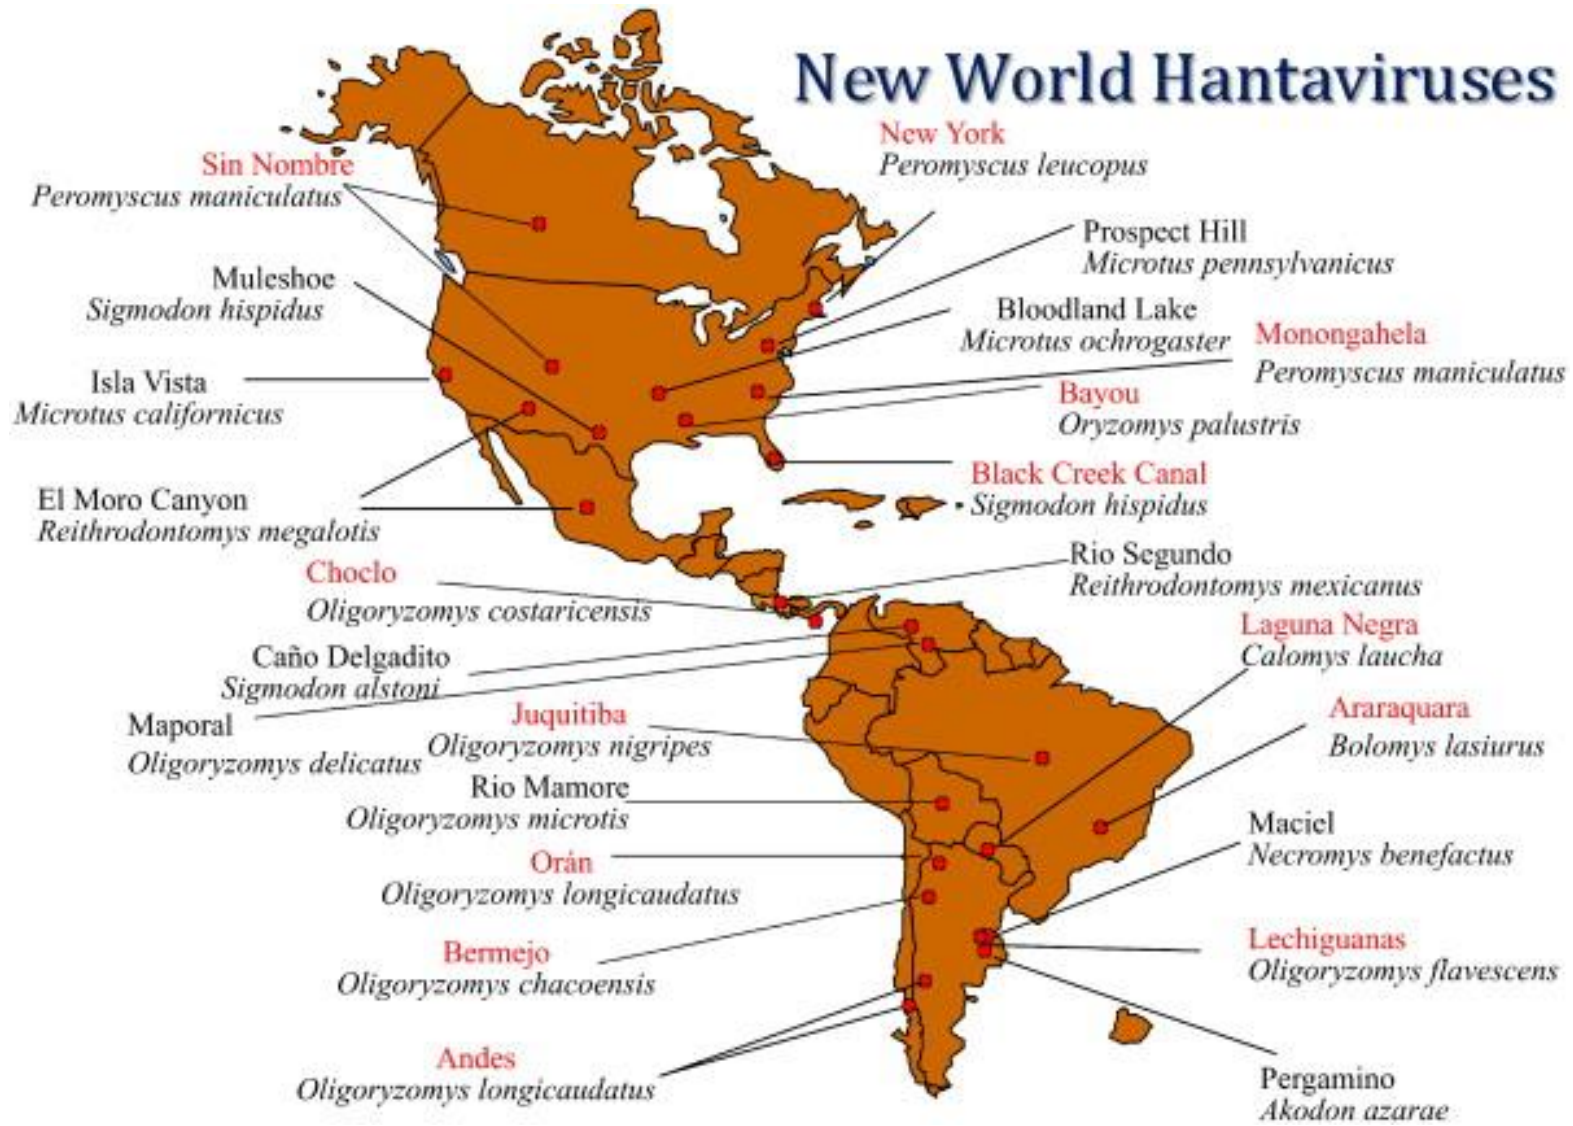 New World Hantaviruses
New York
Peromyscus leucopus
Sin Nombre
Peromyscus maniculatus
Prospect Hill
Microtus pennsylvanicus
Muleshoe
Sigmodon hispidus
Bloodland Lake
Microtus ochrogaster
Monongahela
Peromyscus maniculatus
Isla Vista
Microtus californicus
Bayou
Oryzomys palustris
Black Creek Canal
Sigmodon hispidus
El Moro Canyon
Reithrodontomys megalotis
Rio Segundo
Reithrodontomys mexicanus
Choclo
Oligoryzomys costaricensis
Laguna Negra
Calomys laucha
Caño Delgadito
Sigmodon alstoni
Maporal
Oligoryzomys delicatus
Juquitiba
Oligoryzomys nigripes
Araraquara
Bolomys lasiurus
Rio Mamore
Oligoryzomys microtis
Maciel
Necromys benefactus
Orán
Oligoryzomys longicaudatus
Bermejo
Oligoryzomys chacoensis
Lechiguanas
Oligoryzomys flavescens
Andes
Oligoryzomys longicaudatus
Pergamino
Akodon azarae